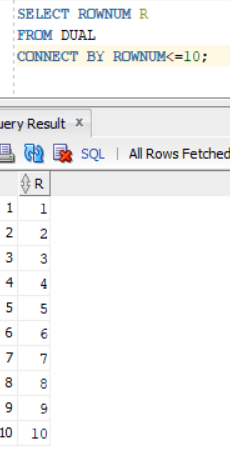 SELECT ROWNUM R
FROM DUAL
CONNECT BY ROWNUM<=10;
uery Result x
SQL | All Rows Fetched
R
1 1
2 2
3 3
4 4
5 5
6 6
7 7
8 8
9 9
10 10